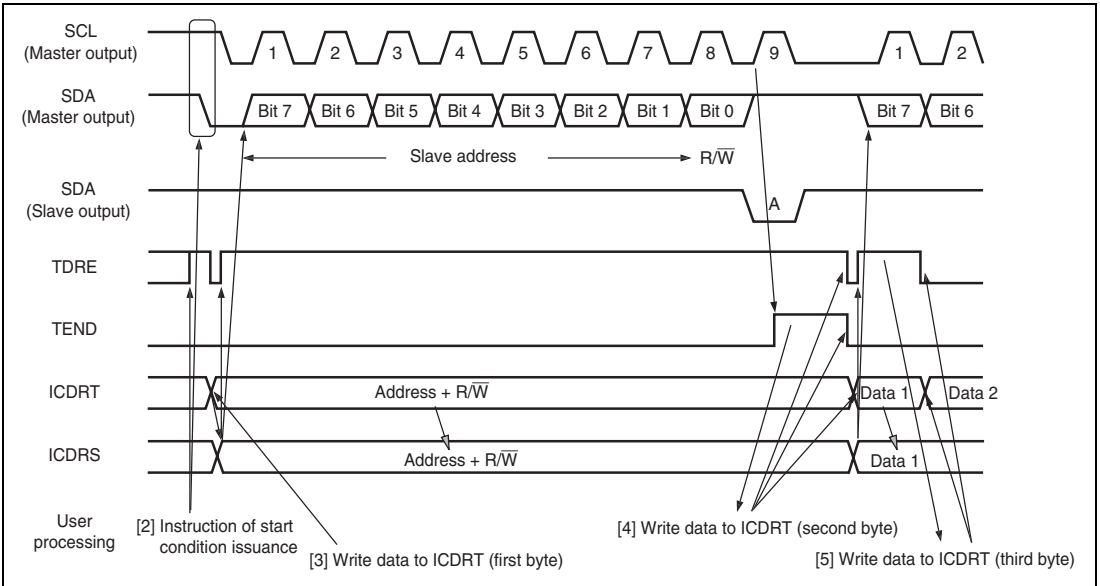 SCL
(Master output)
1 2 3 4 5 6 7 8 9 1 2
SDA
(Master output)
Bit 7 Bit 6 Bit 5 Bit 4 Bit 3 Bit 2 Bit 1 Bit 0 Bit 7 Bit 6
Slave address R/W̅
SDA
(Slave output)
A
TDRE
TEND
ICDRT
Address + R/W̅ Data 1 Data 2
ICDRS
Address + R/W̅ Data 1
User
processing
[2] Instruction of start
condition issuance
[3] Write data to ICDRT (first byte)
[4] Write data to ICDRT (second byte)
[5] Write data to ICDRT (third byte)